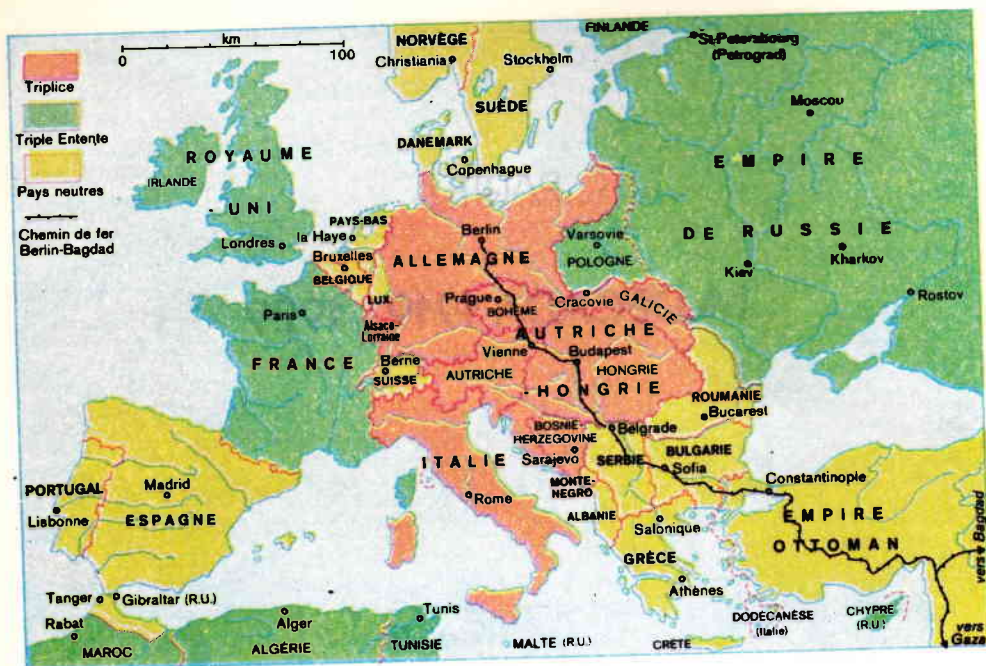 km
0 100
Triplice
Triple Entente
Pays neutres
Chemin de fer
Berlin-Bagdad
NORVÈGE
Christiania
Stockholm
SUÈDE
FINLANDE
St-Petersbourg
(Petrograd)
Moscou
DANEMARK
Copenhague
ROYAUME
UNI
IRLANDE
Londres
PAYS-BAS
la Haye
Bruxelles
BELGIQUE
LUX.
Berlin
ALLEMAGNE
Varsovie
POLOGNE
EMPIRE
DE RUSSIE
Kiev
Kharkov
Rostov
Paris
FRANCE
Alsace-
Lorraine
Prague
BOHÈME
Cracovie
GALICIE
AUTRICHE
-HONGRIE
Vienne
Budapest
HONGRIE
AUTRICHE
Berne
SUISSE
ROUMANIE
Bucarest
BOSNIE-
HERZEGOVINE
Sarajevo
Belgrade
SERBIE
BULGARIE
Sofia
MONTE-
NEGRO
ALBANIE
ITALIE
Rome
PORTUGAL
Lisbonne
Madrid
ESPAGNE
Salonique
GRÈCE
Athènes
Constantinople
EMPIRE
OTTOMAN
vers Bagdad
vers
Gaza
Tanger
Gibraltar (R.U.)
Rabat
MAROC
Alger
ALGÉRIE
Tunis
TUNISIE
MALTE (R.U.)
CRÈTE
DODÉCANÈSE
(Italie)
CHYPRE
(R.U.)